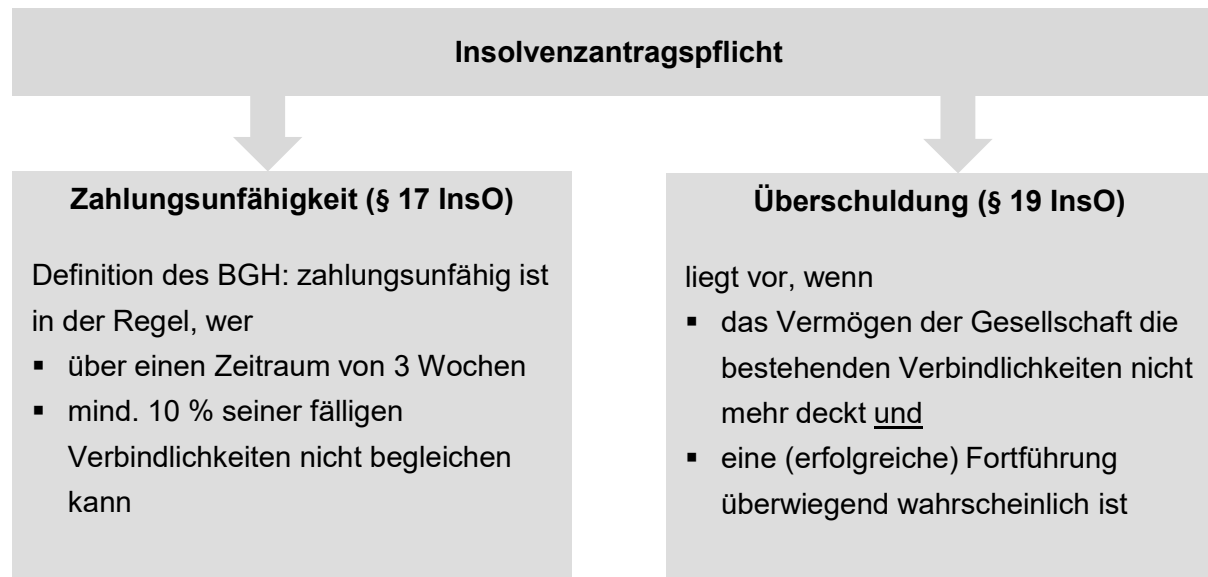 Insolvenzantragspflicht
Zahlungsunfähigkeit (§ 17 InsO)
Definition des BGH: zahlungsunfähig ist
in der Regel, wer
▪ über einen Zeitraum von 3 Wochen
▪ mind. 10 % seiner fälligen
Verbindlichkeiten nicht begleichen
kann
Überschuldung (§ 19 InsO)
liegt vor, wenn
▪ das Vermögen der Gesellschaft die
bestehenden Verbindlichkeiten nicht
mehr deckt und
▪ eine (erfolgreiche) Fortführung
überwiegend wahrscheinlich ist